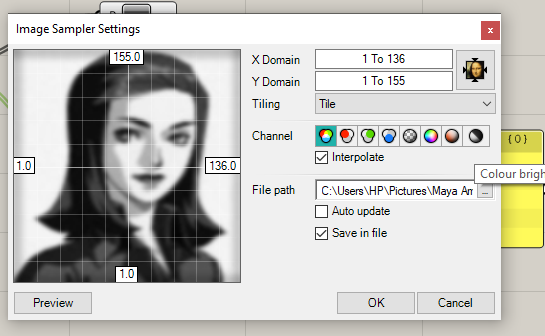 Image Sampler Settings
x
155.0
1.0
136.0
1.0
X Domain
1 To 136
Y Domain
1 To 155
Tiling
Tile
Channel
Interpolate
Colour brigh
File path
C:\Users\HP\Pictures\Maya Am
...
Auto update
Save in file
Preview
OK
Cancel
{0}